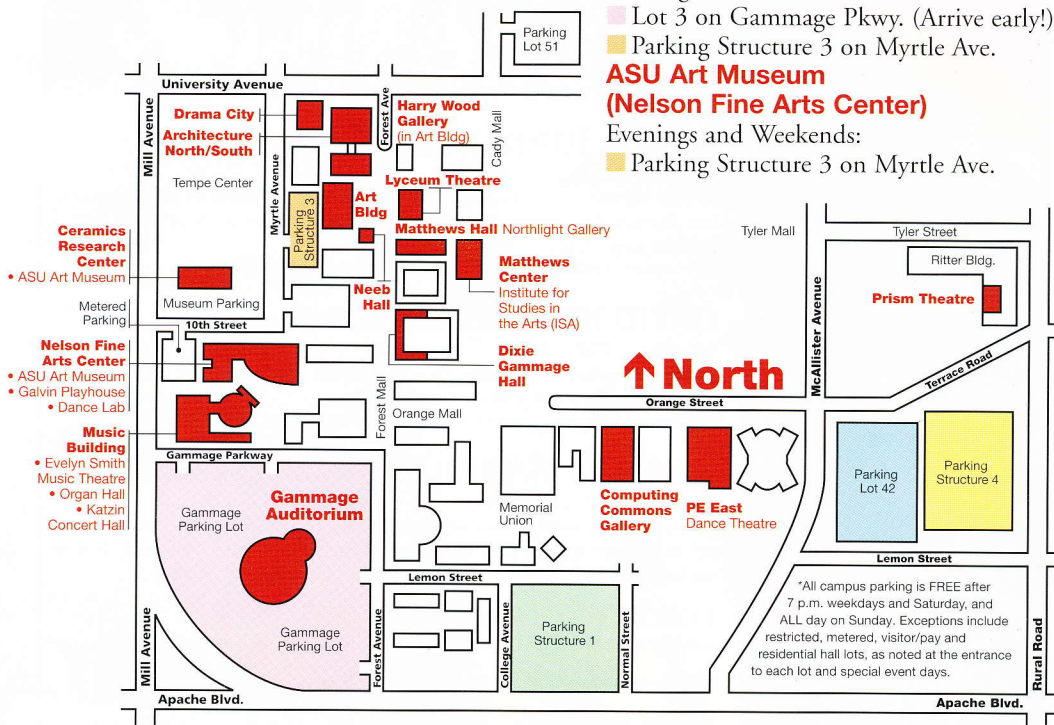 Lot 3 on Gammage Pkwy. (Arrive early!)
Parking Structure 3 on Myrtle Ave.
ASU Art Museum
(Nelson Fine Arts Center)
Evenings and Weekends:
Parking Structure 3 on Myrtle Ave.
Parking
Lot 51
University Avenue
Mill Avenue
Drama City
Architecture
North/South
Tempe Center
Myrtle Avenue
Parking
Structure 3
Forest Ave
Harry Wood
Gallery
(in Art Bldg)
Cady Mall
Lyceum Theatre
Art
Bldg
Matthews Hall Northlight Gallery
Ceramics
Research
Center
• ASU Art Museum
Metered
Parking
Museum Parking
10th Street
Neeb
Hall
Matthews
Center
Institute for
Studies in
the Arts (ISA)
Dixie
Gammage
Hall
Tyler Mall
Tyler Street
Ritter Bldg.
Prism Theatre
McAllister Avenue
Terrace Road
North
Orange Street
Nelson Fine
Arts Center
• ASU Art Museum
• Galvin Playhouse
• Dance Lab
Music
Building
• Evelyn Smith
Music Theatre
• Organ Hall
• Katzin
Concert Hall
Forest Mall
Orange Mall
Gammage Parkway
Gammage
Parking Lot
Gammage
Auditorium
Gammage
Parking Lot
Memorial
Union
Computing
Commons
Gallery
PE East
Dance Theatre
Parking
Lot 42
Parking
Structure 4
Lemon Street
Lemon Street
Mill Avenue
Forest Avenue
College Avenue
Parking
Structure 1
Normal Street
*All campus parking is FREE after
7 p.m. weekdays and Saturday, and
ALL day on Sunday. Exceptions include
restricted, metered, visitor/pay and
residential hall lots, as noted at the entrance
to each lot and special event days.
Rural Road
Apache Blvd.
Apache Blvd.